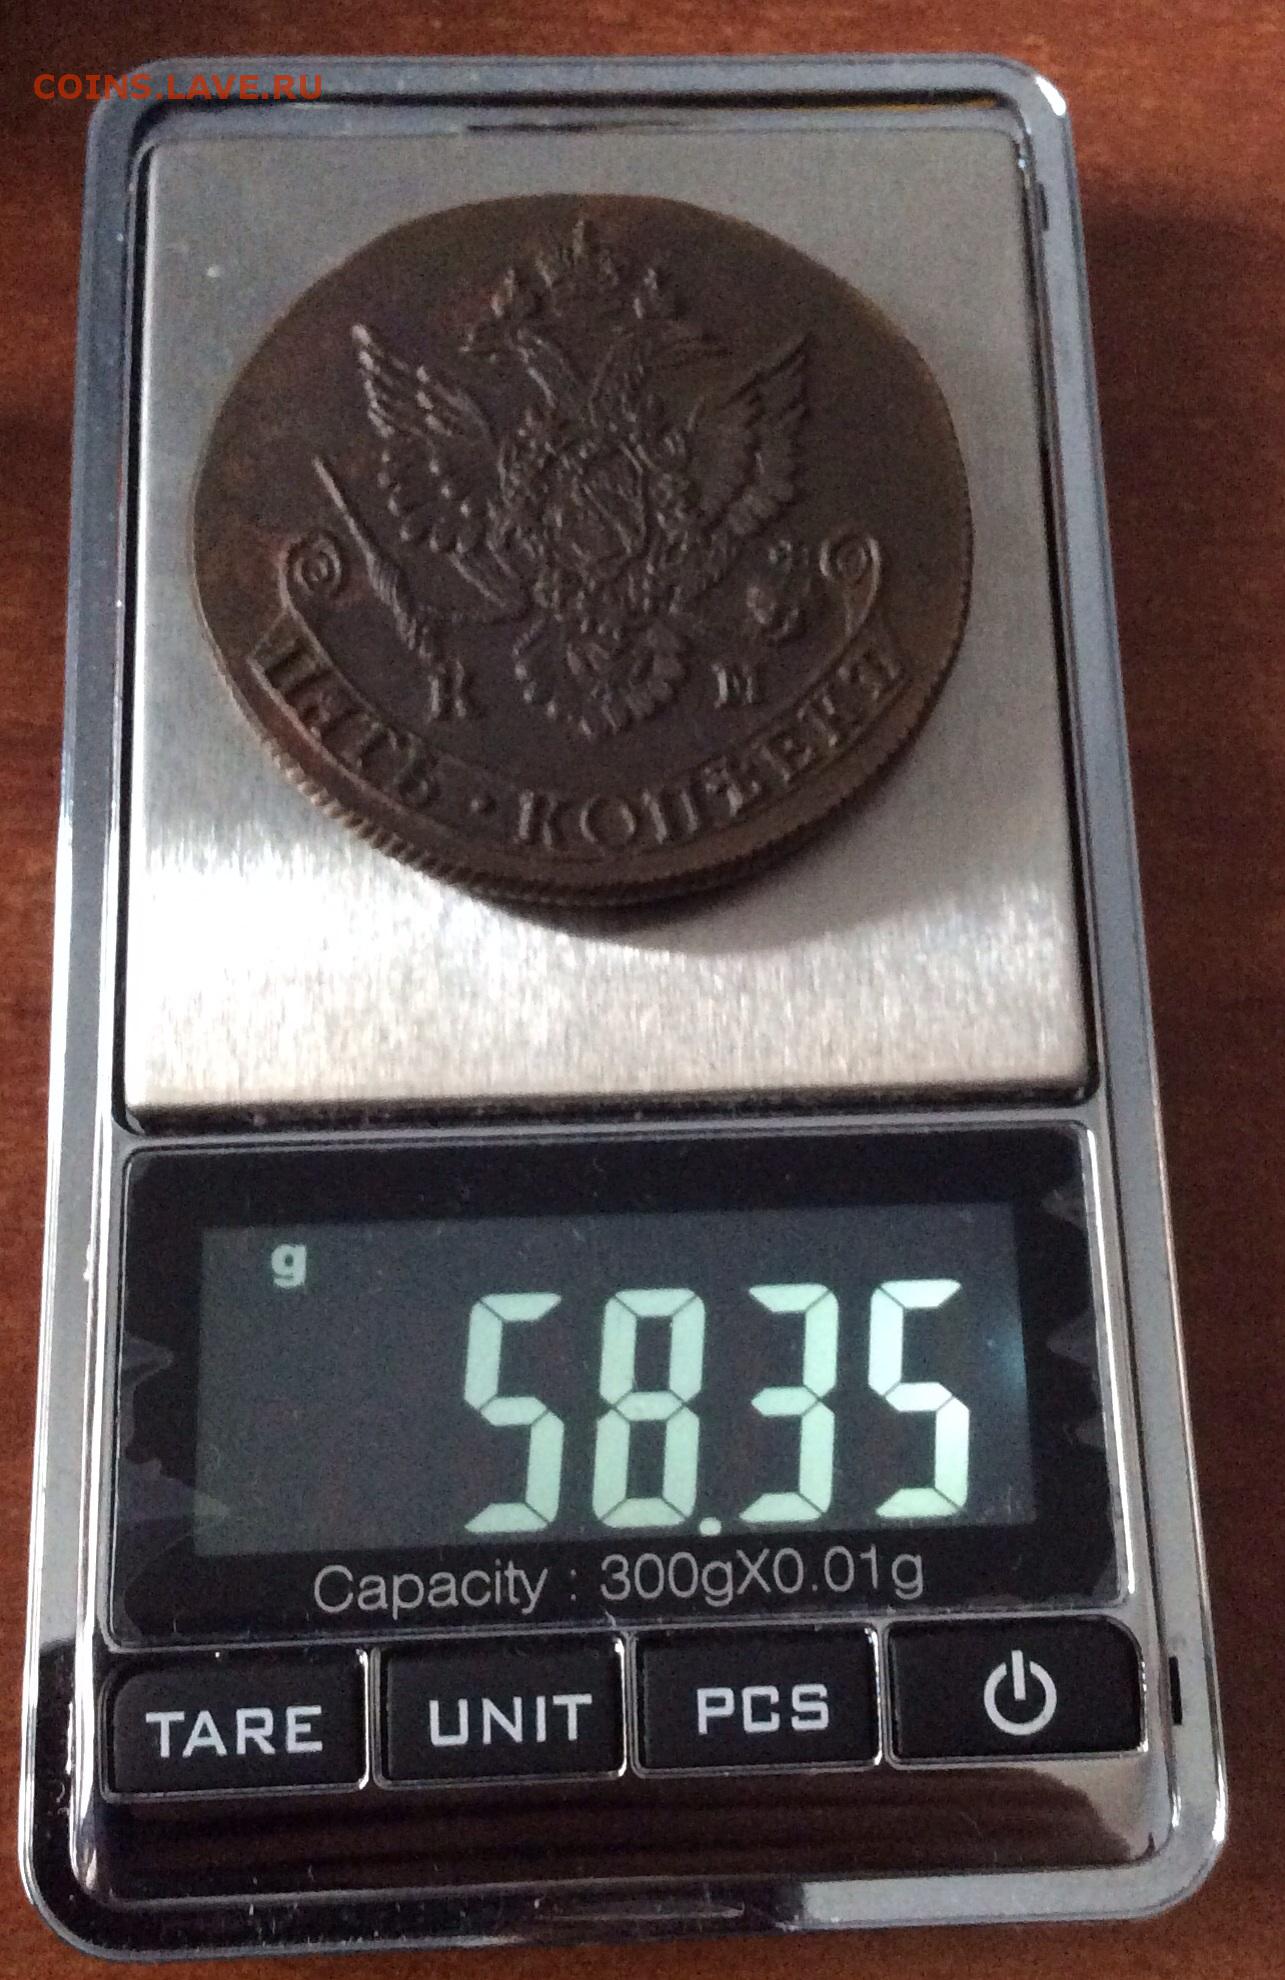 COINS.LAVE.RU
К М
ПЯТЬ · КОПѢЕКЪ
g
58.35
Capacity : 300gX0.01g
TARE UNIT PCS